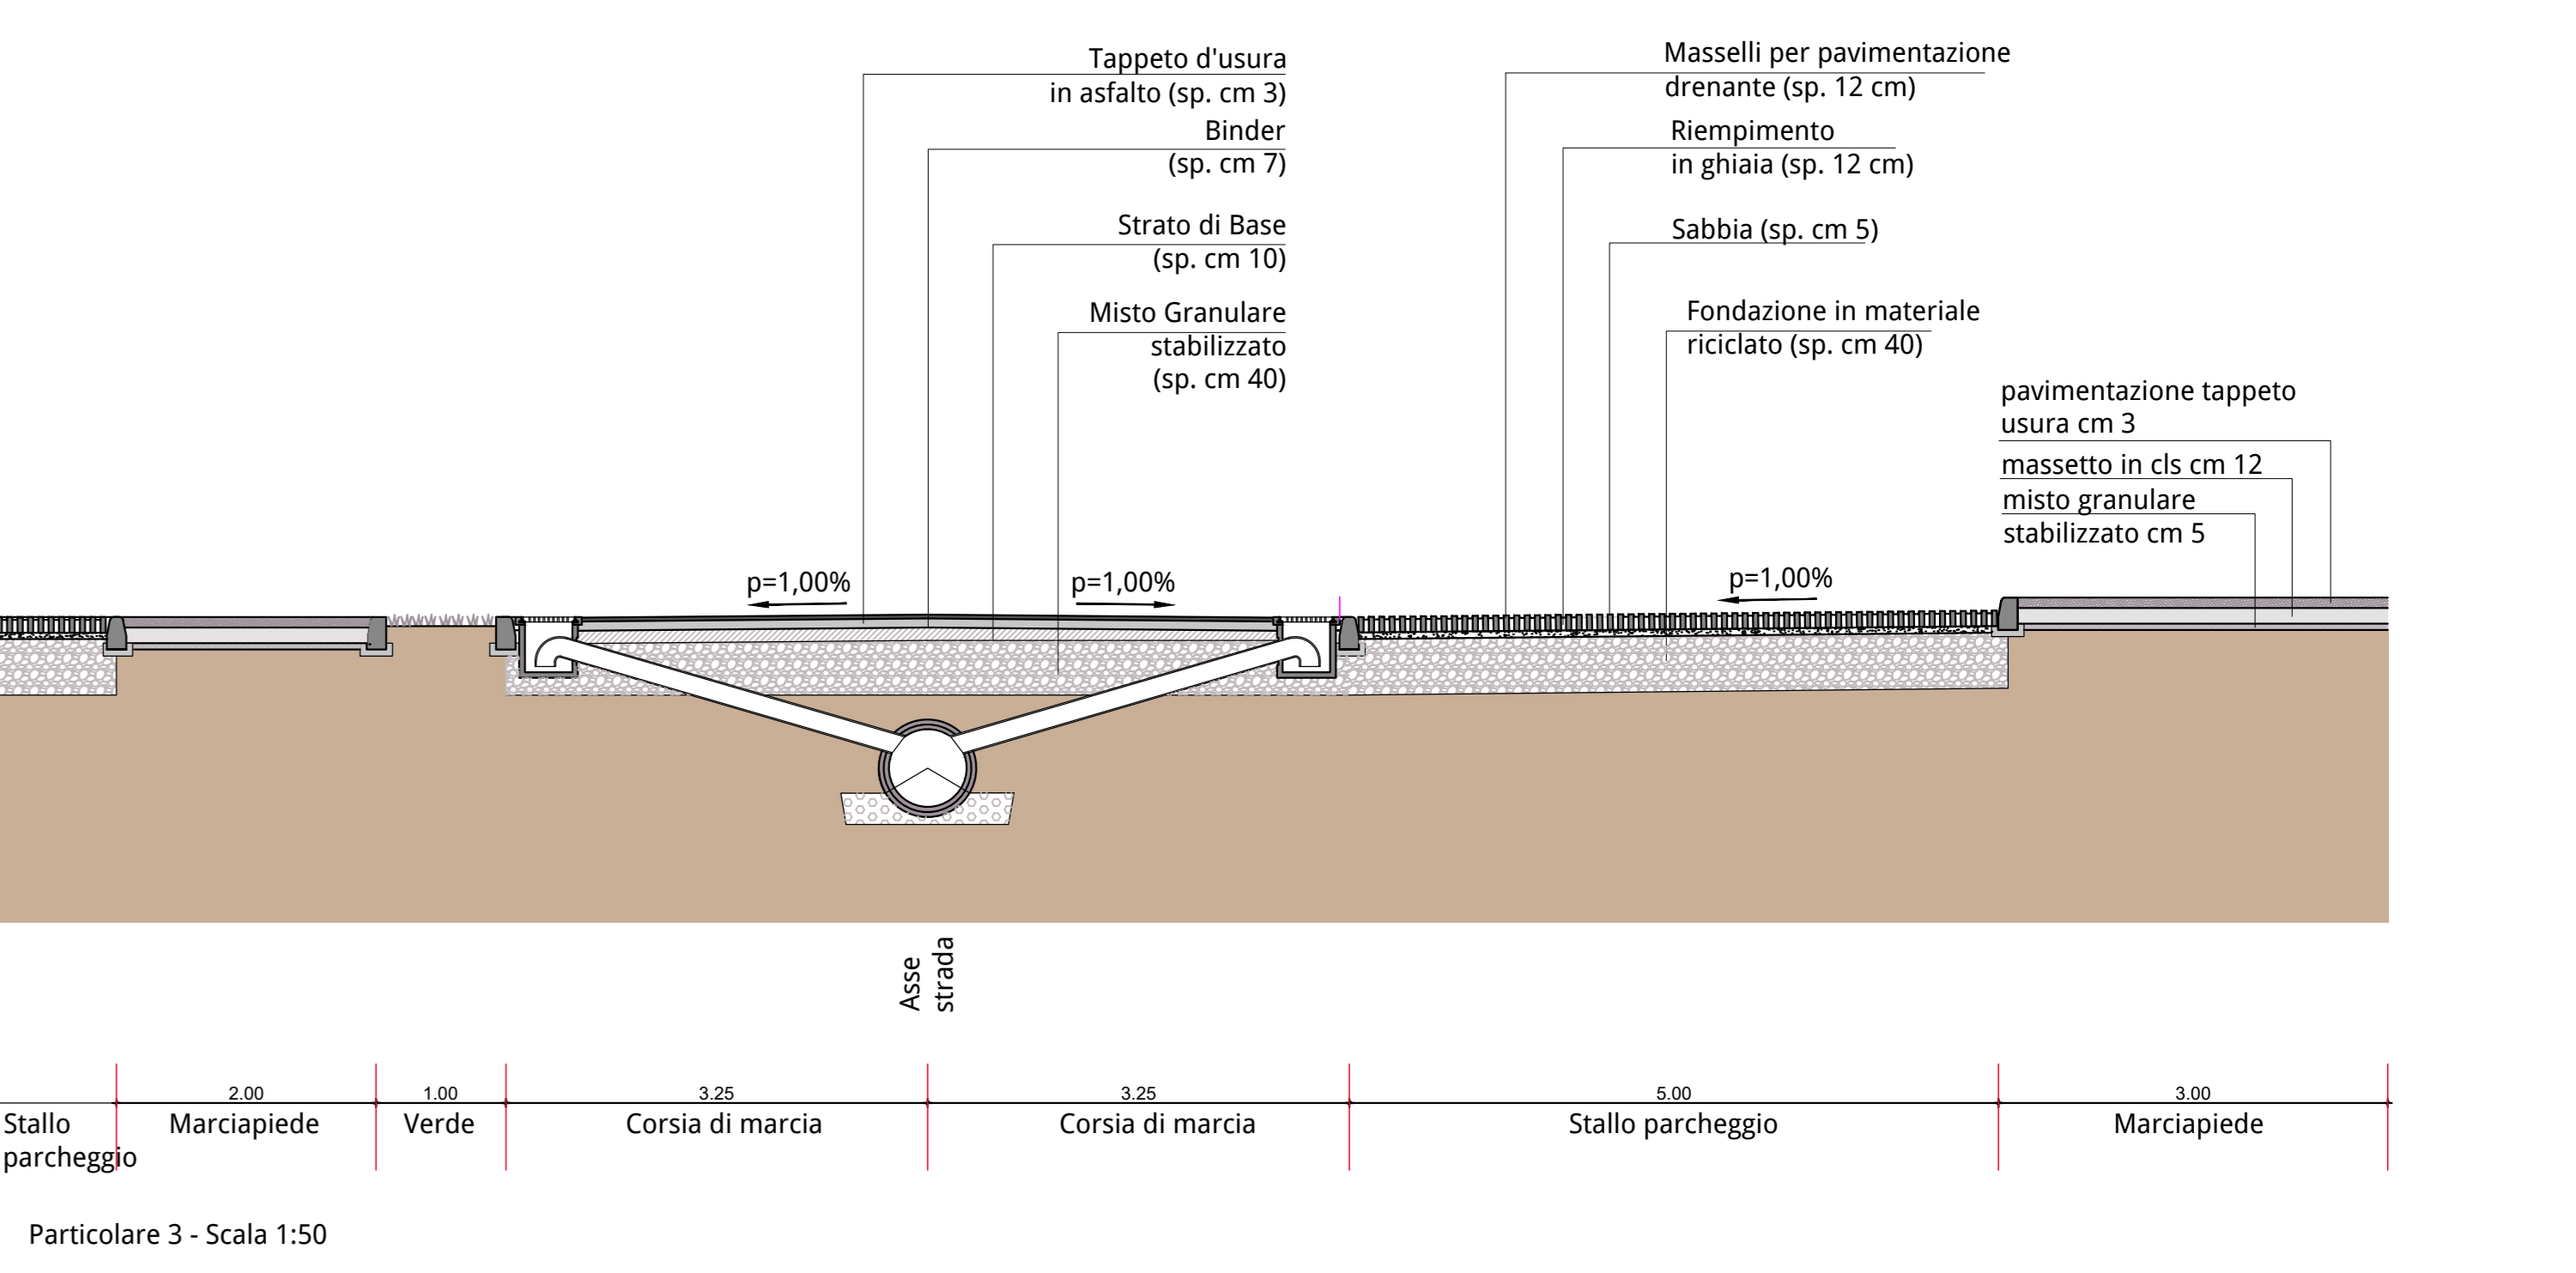 Tappeto d'usura
in asfalto (sp. cm 3)
Binder
(sp. cm 7)
Strato di Base
(sp. cm 10)
Misto Granulare
stabilizzato
(sp. cm 40)
Masselli per pavimentazione
drenante (sp. 12 cm)
Riempimento
in ghiaia (sp. 12 cm)
Sabbia (sp. cm 5)
Fondazione in materiale
riciclato (sp. cm 40)
pavimentazione tappeto
usura cm 3
massetto in cls cm 12
misto granulare
stabilizzato cm 5
p=1,00%
p=1,00%
p=1,00%
Asse
strada
2.00
1.00
3.25
3.25
5.00
3.00
Stallo
parcheggio
Marciapiede
Verde
Corsia di marcia
Corsia di marcia
Stallo parcheggio
Marciapiede
Particolare 3 - Scala 1:50